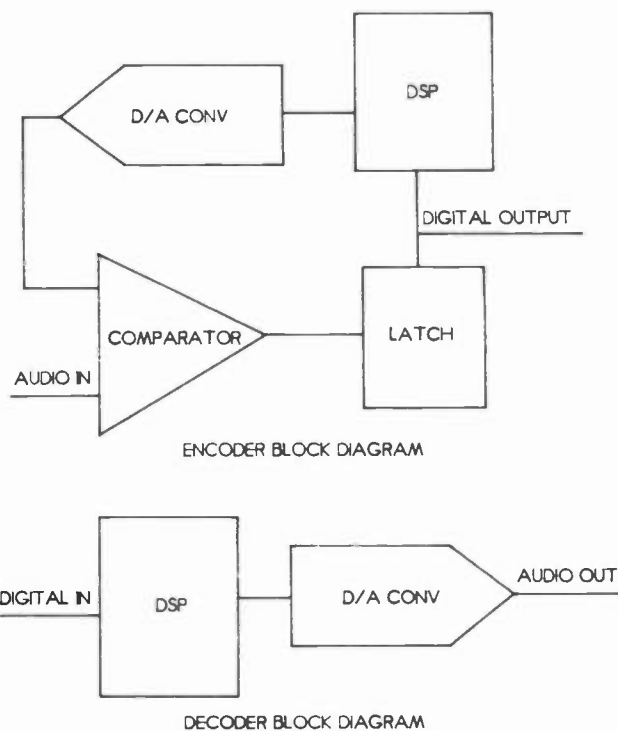 D/A CONV
DSP
DIGITAL OUTPUT
COMPARATOR
LATCH
AUDIO IN
ENCODER BLOCK DIAGRAM
DIGITAL IN
DSP
D/A CONV
AUDIO OUT
DECODER BLOCK DIAGRAM